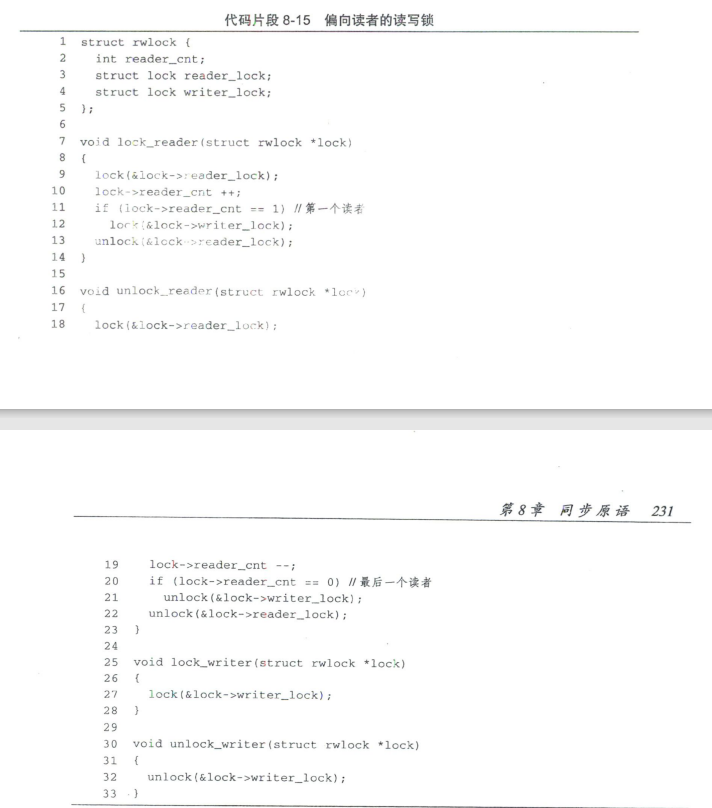 代码片段 8-15 偏向读者的读写锁
1 struct rwlock {
2 int reader_cnt;
3 struct lock reader_lock;
4 struct lock writer_lock;
5 };
6
7 void lock_reader(struct rwlock *lock)
8 {
9 lock(&lock->reader_lock);
10 lock->reader_cnt ++;
11 if (lock->reader_cnt == 1) //第一个读者
12 lock(&lock->writer_lock);
13 unlock(&lock->reader_lock);
14 }
15
16 void unlock_reader(struct rwlock *lock)
17 {
18 lock(&lock->reader_lock);
第8章 同步原语 231
19 lock->reader_cnt --;
20 if (lock->reader_cnt == 0) //最后一个读者
21 unlock(&lock->writer_lock);
22 unlock(&lock->reader_lock);
23 }
24
25 void lock_writer(struct rwlock *lock)
26 {
27 lock(&lock->writer_lock);
28 }
29
30 void unlock_writer(struct rwlock *lock)
31 {
32 unlock(&lock->writer_lock);
33 }